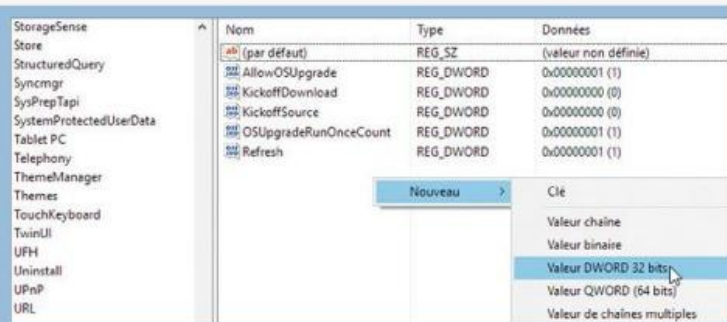 StorageSense
Store
StructuredQuery
Syncmgr
SysPrepTapi
SystemProtectedUserData
Tablet PC
Telephony
ThemeManager
Themes
TouchKeyboard
TwinUI
UFH
Uninstall
UPnP
URL
Nom Type Données
ab (par défaut) REG_SZ (valeur non définie)
AllowOSUpgrade REG_DWORD 0x00000001 (1)
KickoffDownload REG_DWORD 0x00000000 (0)
KickoffSource REG_DWORD 0x00000000 (0)
OSUpgradeRunOnceCount REG_DWORD 0x00000001 (1)
Refresh REG_DWORD 0x00000001 (1)
Nouveau >
Clé
Valeur chaîne
Valeur binaire
Valeur DWORD 32 bits
Valeur QWORD (64 bits)
Valeur de chaînes multiples